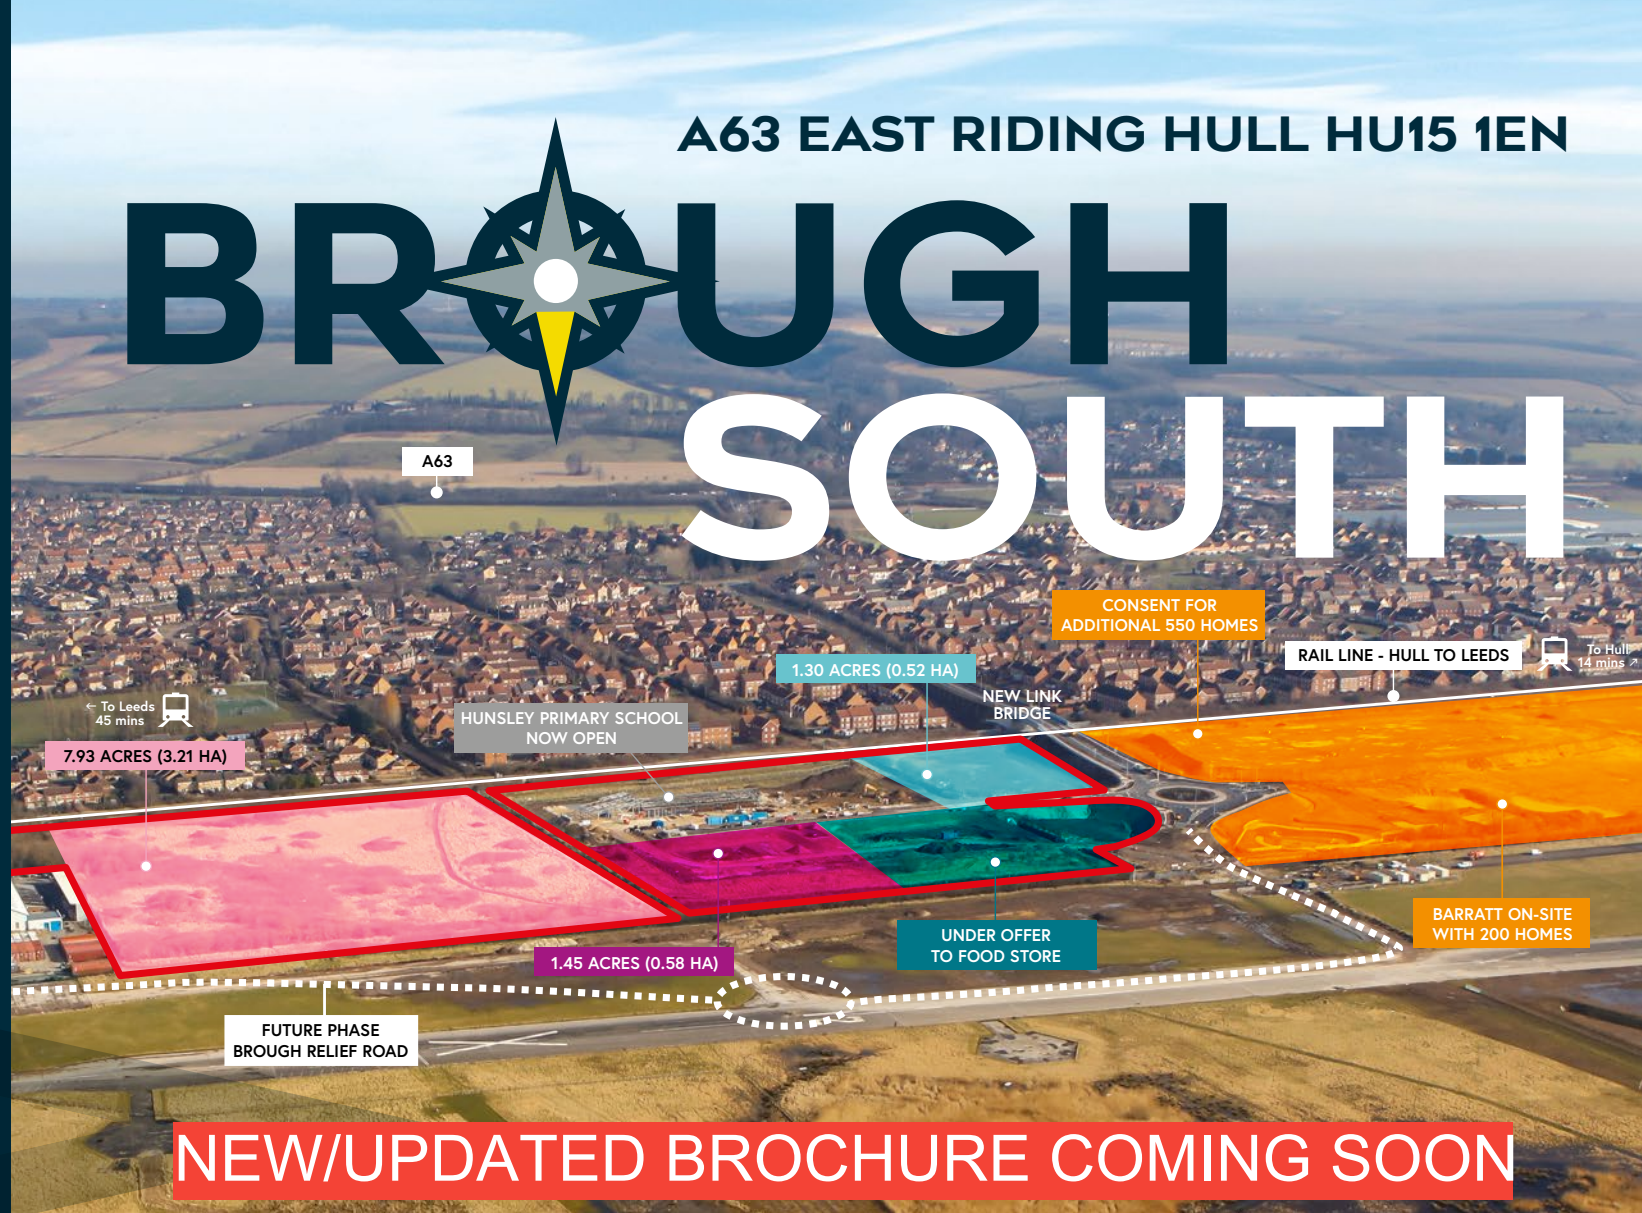 A63 EAST RIDING HULL HU15 1EN
BROUGH
SOUTH
A63
CONSENT FOR
ADDITIONAL 550 HOMES
RAIL LINE - HULL TO LEEDS
To Hull
14 mins ↗
1.30 ACRES (0.52 HA)
NEW LINK
BRIDGE
← To Leeds
45 mins
HUNSLEY PRIMARY SCHOOL
NOW OPEN
7.93 ACRES (3.21 HA)
BARRATT ON-SITE
WITH 200 HOMES
UNDER OFFER
TO FOOD STORE
1.45 ACRES (0.58 HA)
FUTURE PHASE
BROUGH RELIEF ROAD
NEW/UPDATED BROCHURE COMING SOON